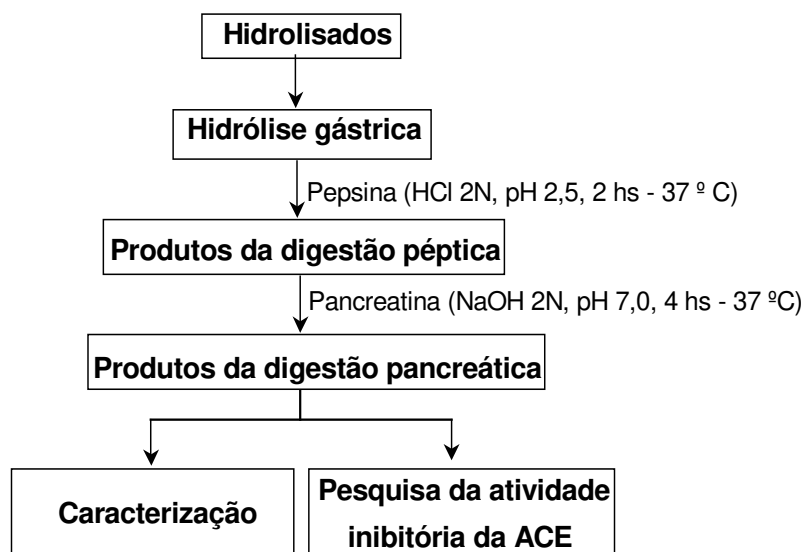 Hidrolisados
Hidrólise gástrica
Pepsina (HCl 2N, pH 2,5, 2 hs - 37 º C)
Produtos da digestão péptica
Pancreatina (NaOH 2N, pH 7,0, 4 hs - 37 ºC)
Produtos da digestão pancreática
Caracterização
Pesquisa da atividade
inibitória da ACE